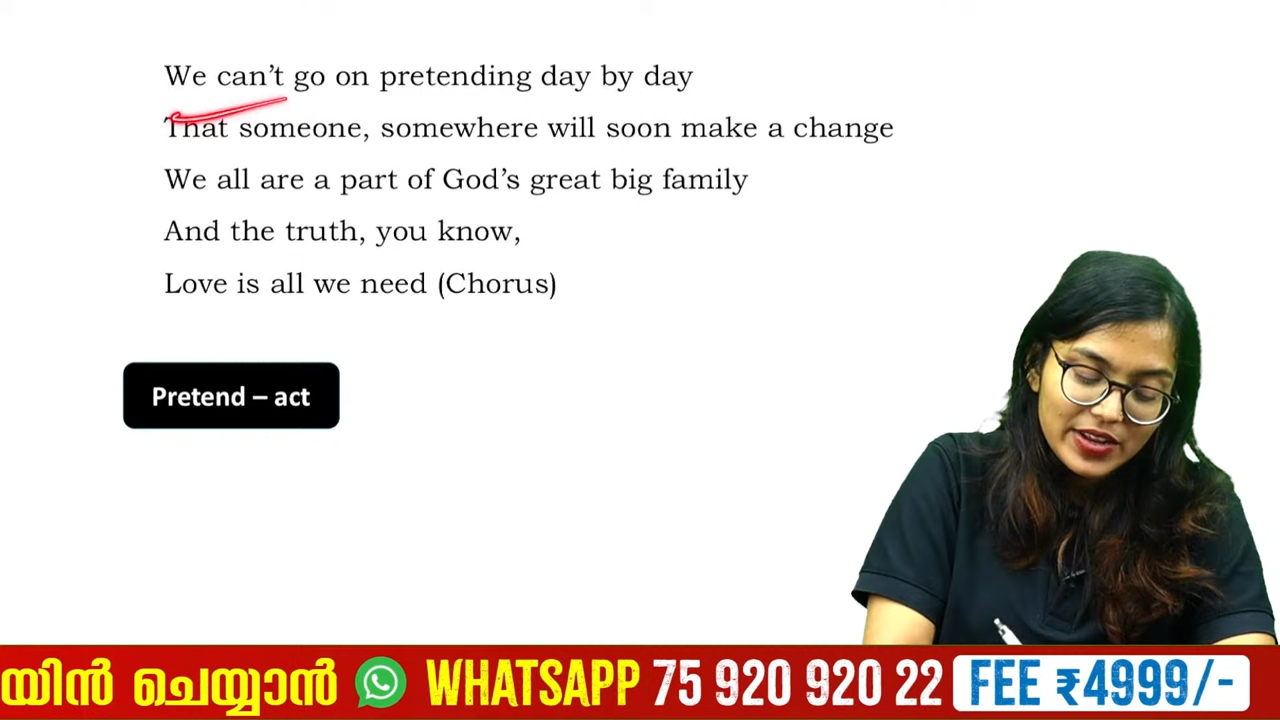 We can’t go on pretending day by day
That someone, somewhere will soon make a change
We all are a part of God’s great big family
And the truth, you know,
Love is all we need (Chorus)
Pretend – act
യിൻ ചെയ്യാൻ WHATSAPP 75 920 920 22 FEE ₹4999/-